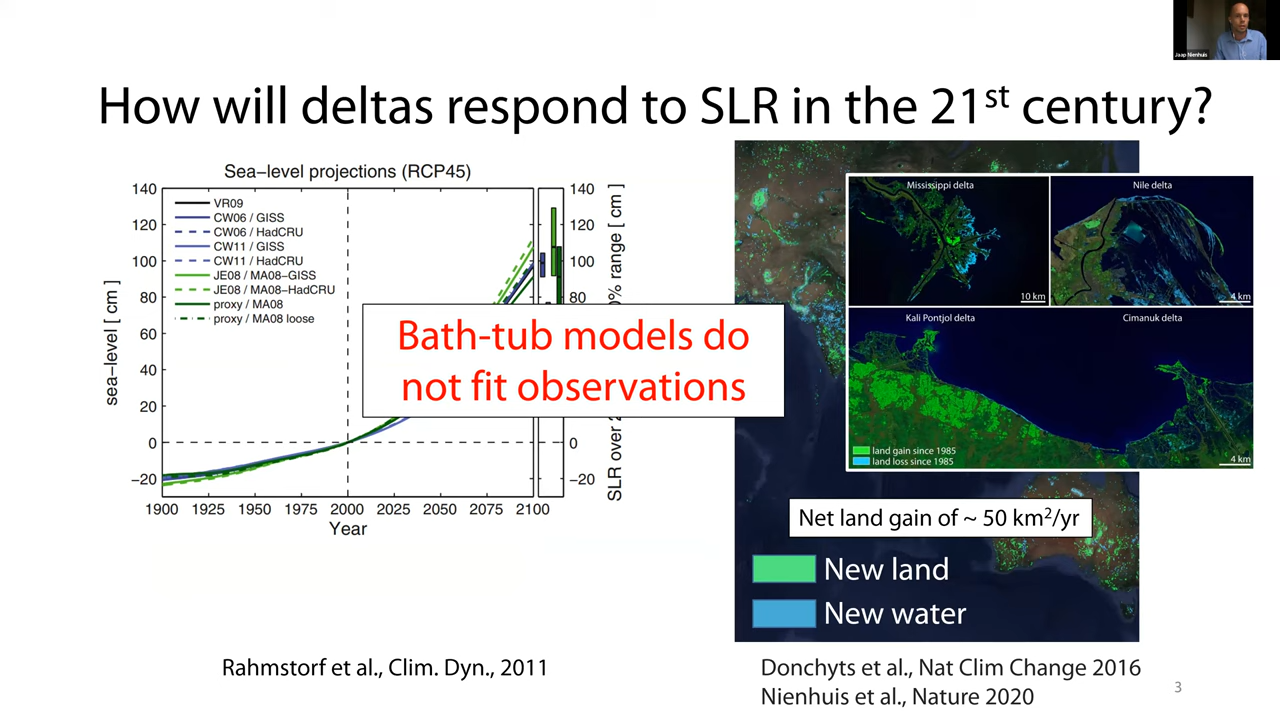 Jaap Nienhuis
How will deltas respond to SLR in the 21st century?
Sea-level projections (RCP45)
140
120
100
80
60
40
20
0
-20
sea-level [ cm ]
VR09
CW06 / GISS
CW06 / HadCRU
CW11 / GISS
CW11 / HadCRU
JE08 / MA08-GISS
JE08 / MA08-HadCRU
proxy / MA08
proxy / MA08 loose
1900 1925 1950 1975 2000 2025 2050 2075 2100
Year
140
120
100
80
0
-20
SLR over 2
0% range) [ cm ]
Bath-tub models do
not fit observations
Mississippi delta
10 km
Nile delta
4 km
Kali Pontjol delta
Cimanuk delta
land gain since 1985
land loss since 1985
4 km
Net land gain of ~ 50 km²/yr
New land
New water
Rahmstorf et al., Clim. Dyn., 2011
Donchyts et al., Nat Clim Change 2016
Nienhuis et al., Nature 2020
3